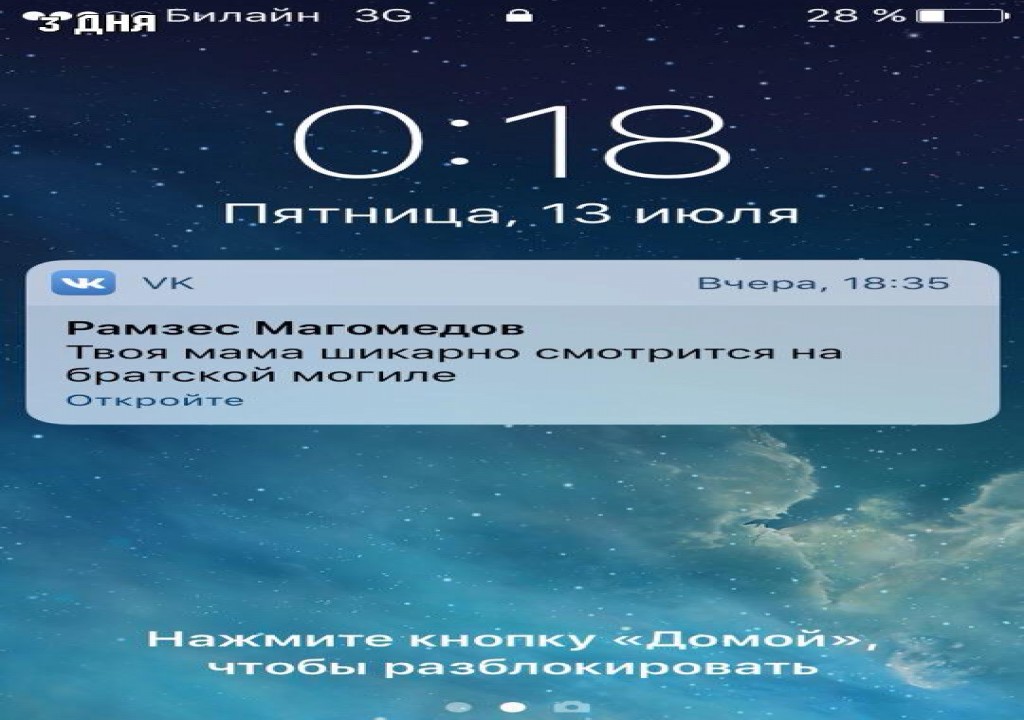 Билайн 3G 28 %
3 ДНЯ
0:18
Пятница, 13 июля
VK VK Вчера, 18:35
Рамзес Магомедов
Твоя мама шикарно смотрится на
братской могиле
Откройте
Нажмите кнопку «Домой»,
чтобы разблокировать